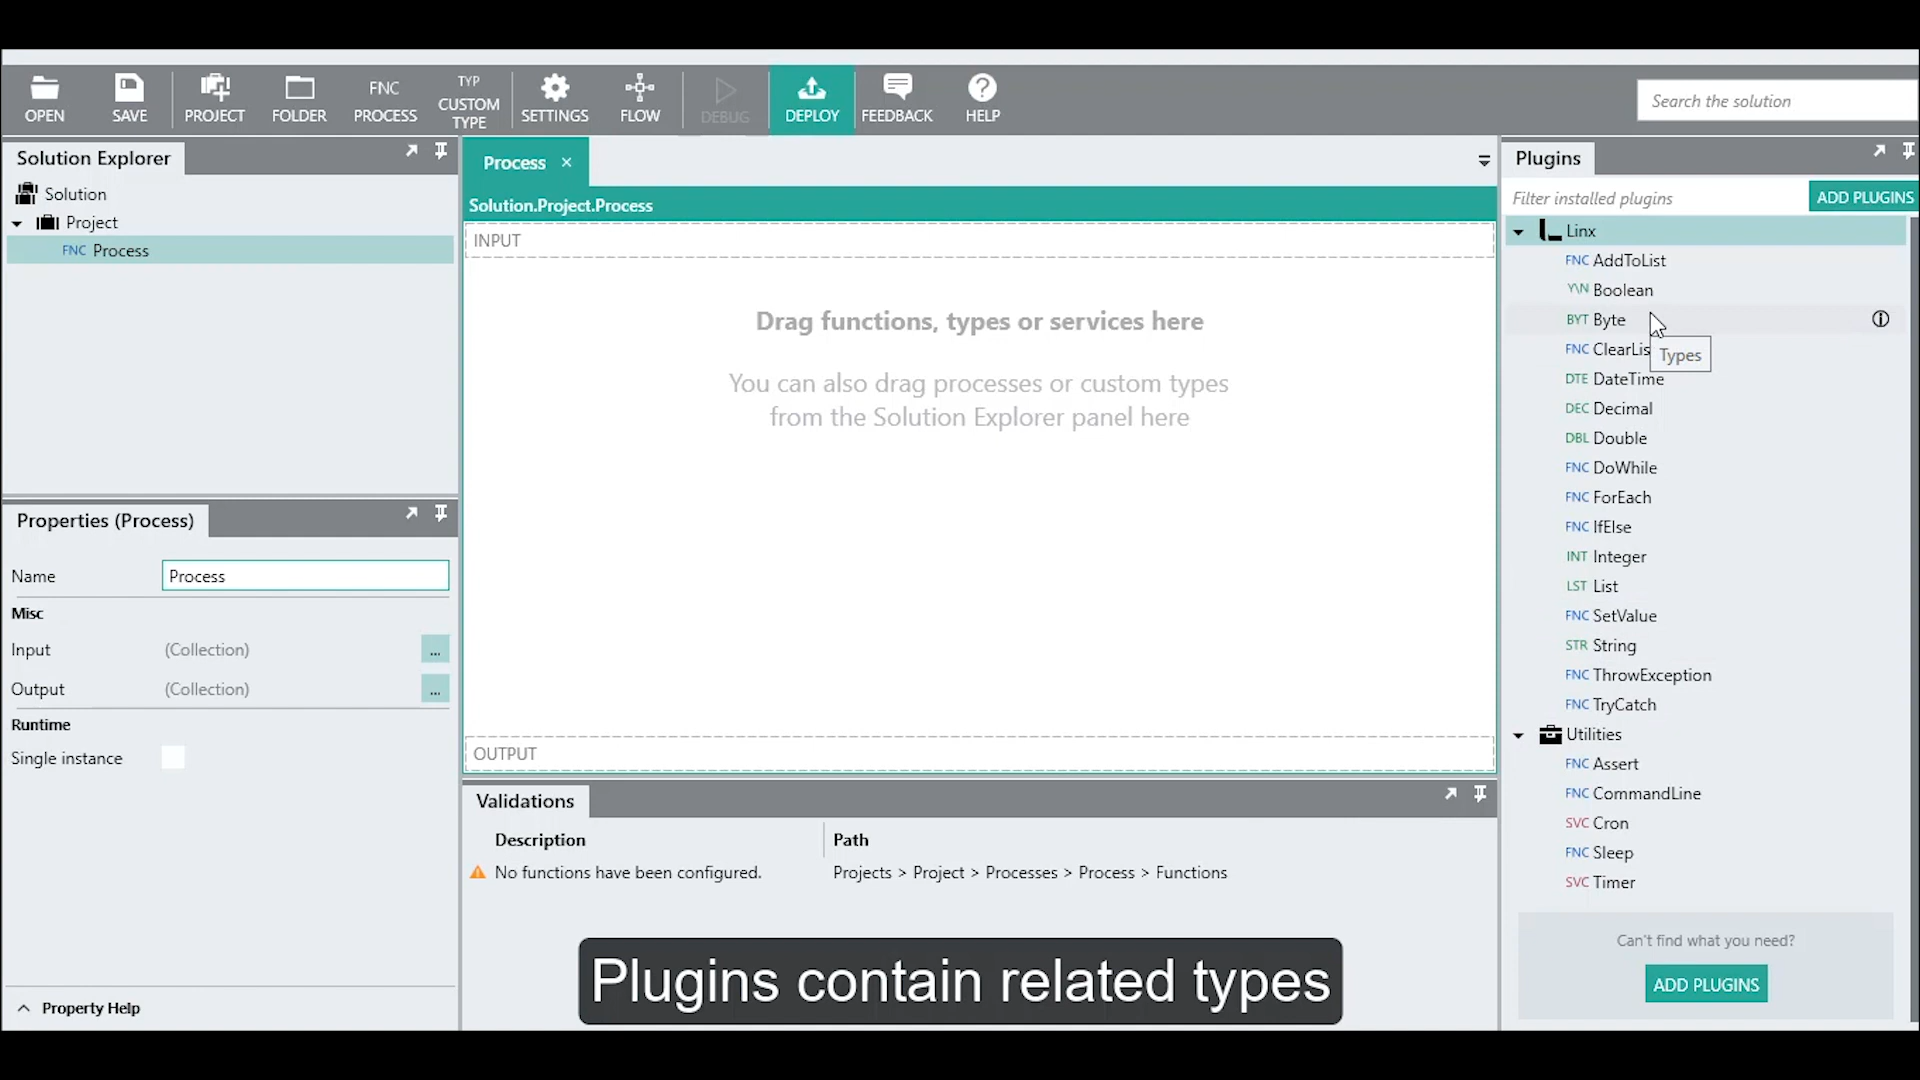 OPEN
SAVE
PROJECT
FOLDER
FNC
PROCESS
TYP
CUSTOM
TYPE
SETTINGS
FLOW
DEBUG
DEPLOY
FEEDBACK
HELP
Search the solution
Solution Explorer
Solution
Project
FNC Process
Properties (Process)
Name
Process
Misc
Input (Collection) ...
Output (Collection) ...
Runtime
Single instance
Property Help
Process
Solution.Project.Process
INPUT
Drag functions, types or services here
You can also drag processes or custom types
from the Solution Explorer panel here
OUTPUT
Validations
Description Path
No functions have been configured. Projects > Project > Processes > Process > Functions
Plugins contain related types
Plugins
Filter installed plugins
ADD PLUGINS
Linx
FNC AddToList
Y\N Boolean
BYT Byte
Types
FNC ClearLis
DTE DateTime
DEC Decimal
DBL Double
FNC DoWhile
FNC ForEach
FNC IfElse
INT Integer
LST List
FNC SetValue
STR String
FNC ThrowException
FNC TryCatch
Utilities
FNC Assert
FNC CommandLine
SVC Cron
FNC Sleep
SVC Timer
Can't find what you need?
ADD PLUGINS